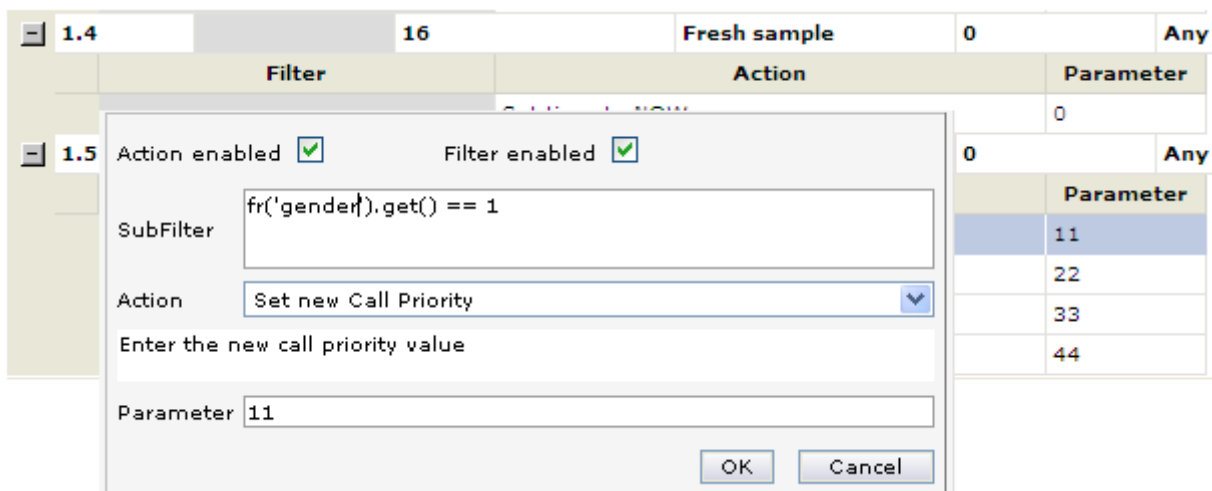 1.4 16 Fresh sample 0 Any
Filter Action Parameter
0
1.5 0 Any
Action enabled Filter enabled
Parameter
SubFilter fr('gender').get() == 1
11
22
Action Set new Call Priority
33
Enter the new call priority value
44
Parameter 11
OK Cancel